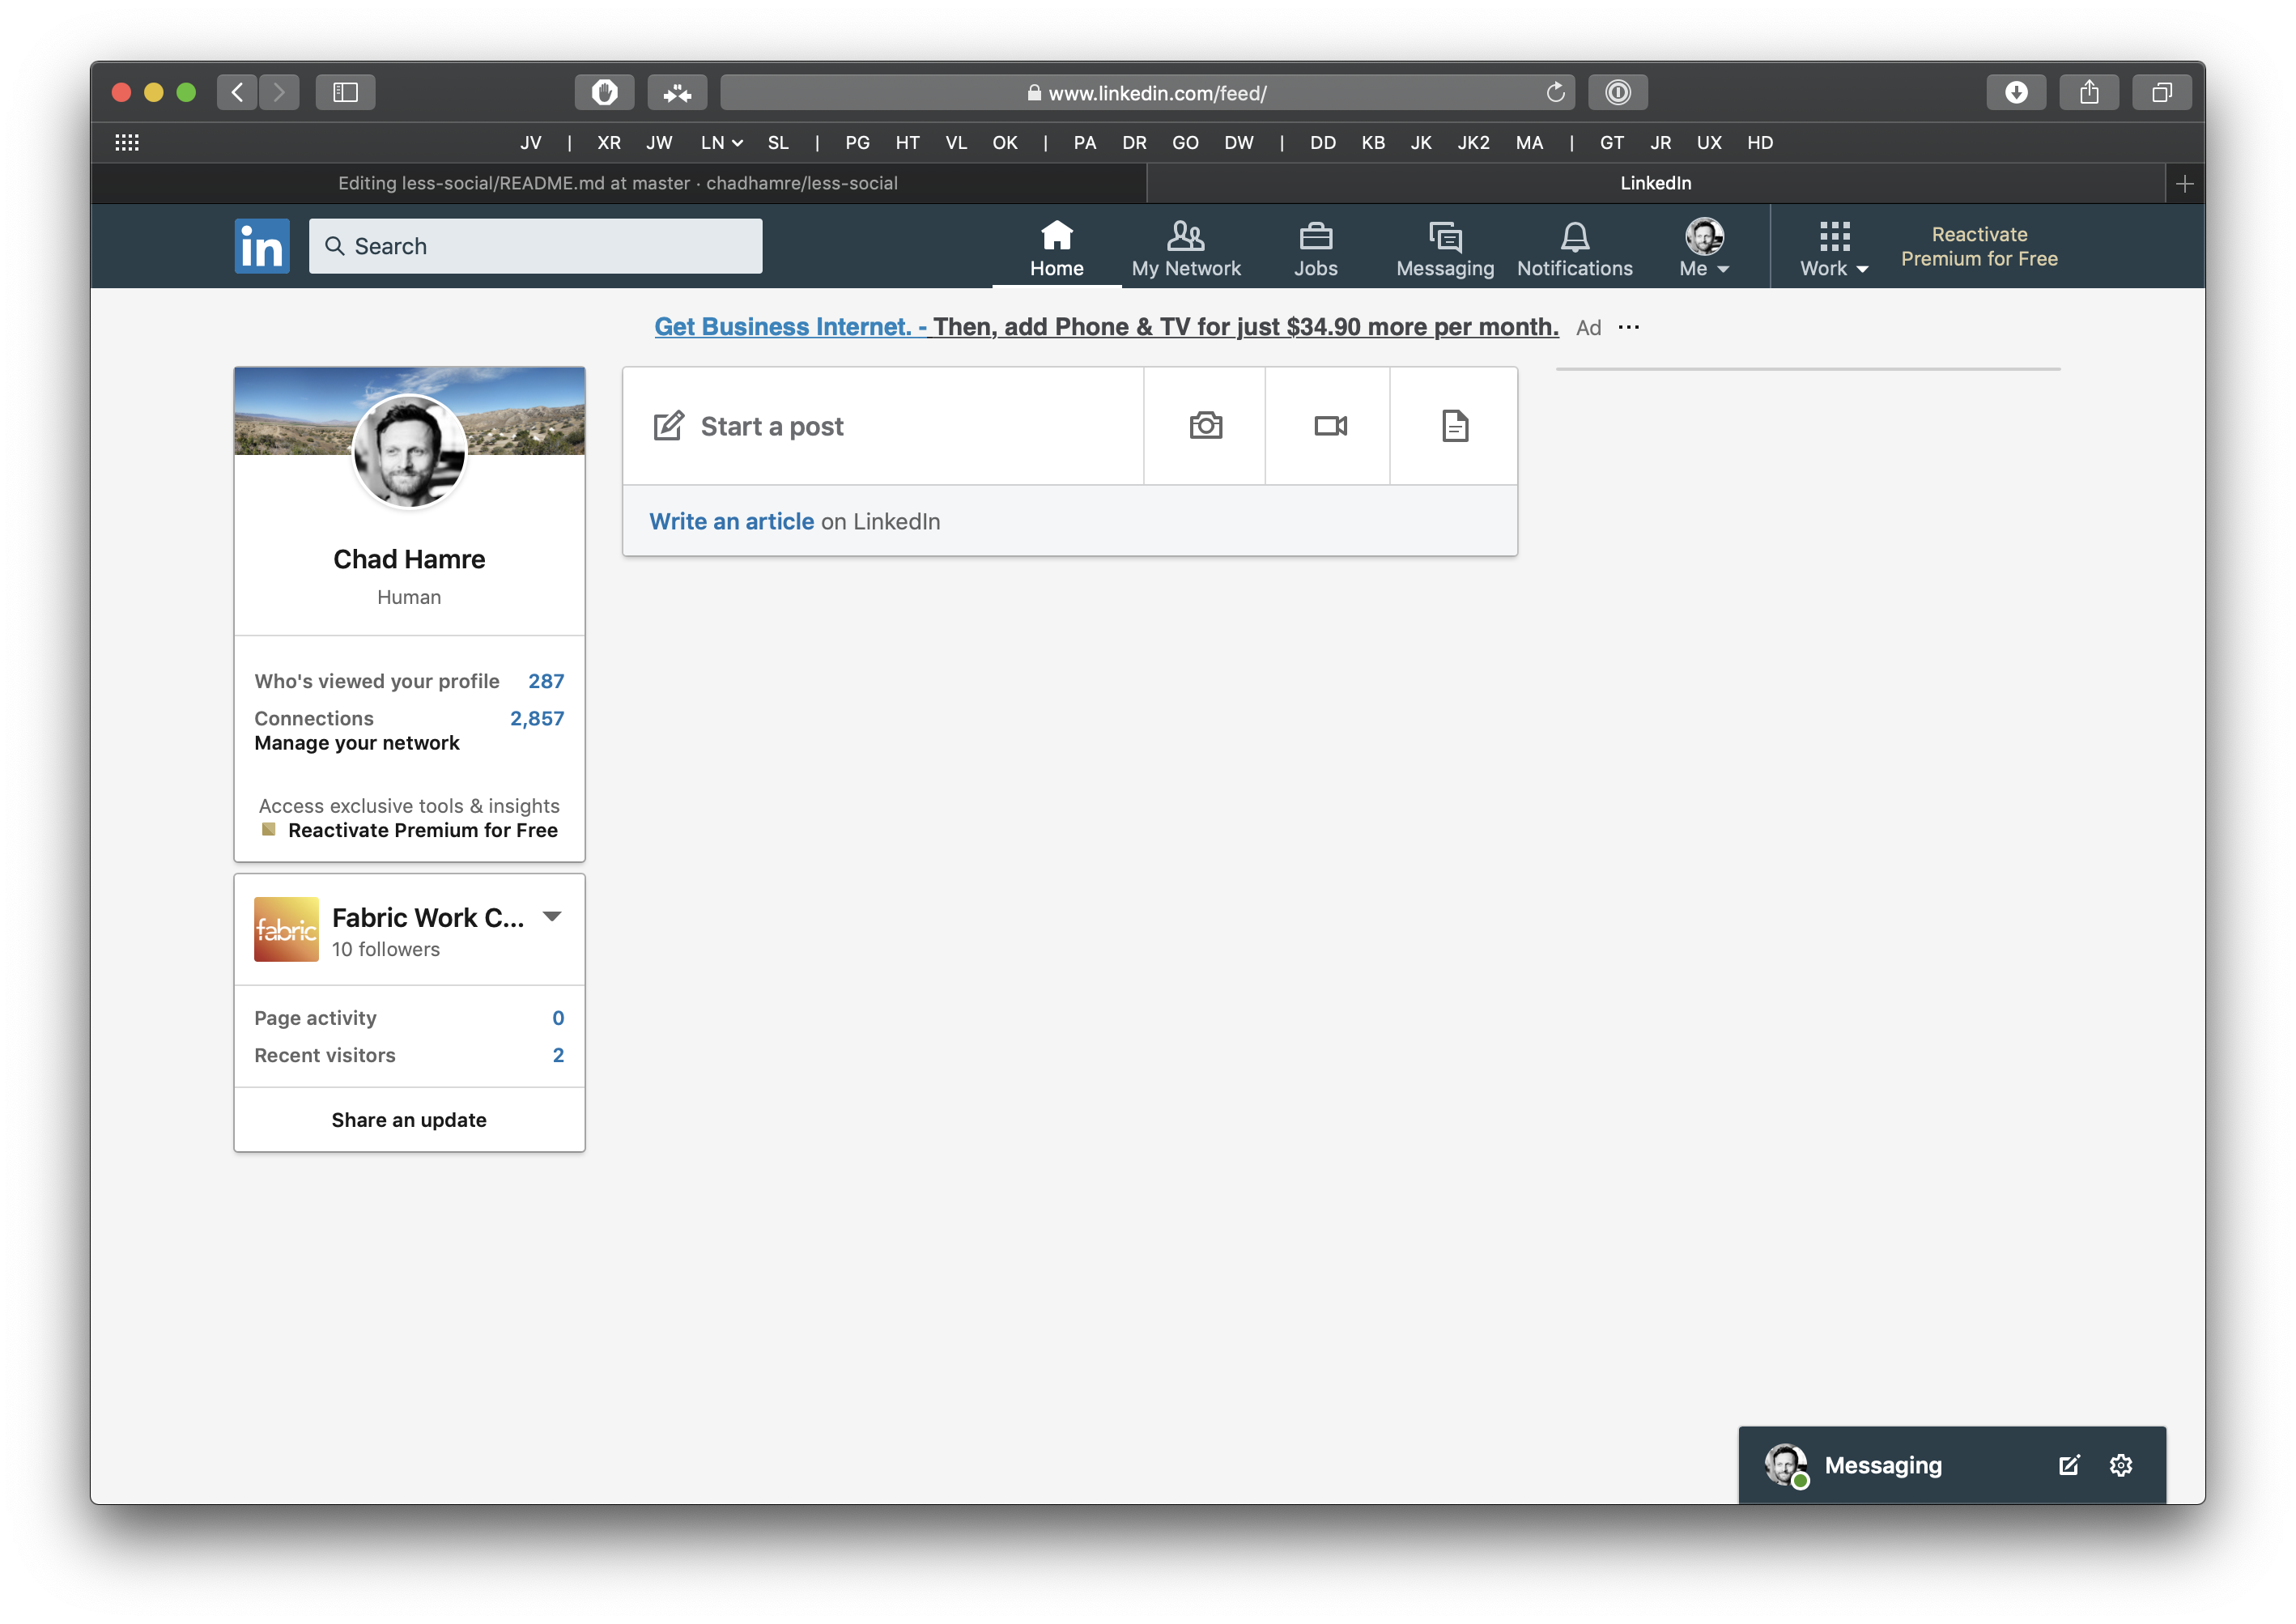 www.linkedin.com/feed/
JV | XR JW LN SL | PG HT VL OK | PA DR GO DW | DD KB JK JK2 MA | GT JR UX HD
Editing less-social/README.md at master · chadhamre/less-social
LinkedIn
in
Search
Home
My Network
Jobs
Messaging
Notifications
Me
Work
Reactivate
Premium for Free
Get Business Internet. - Then, add Phone & TV for just $34.90 more per month. Ad ...
Chad Hamre
Human
Who's viewed your profile 287
Connections 2,857
Manage your network
Access exclusive tools & insights
Reactivate Premium for Free
fabric
Fabric Work C...
10 followers
Page activity 0
Recent visitors 2
Share an update
Start a post
Write an article on LinkedIn
Messaging